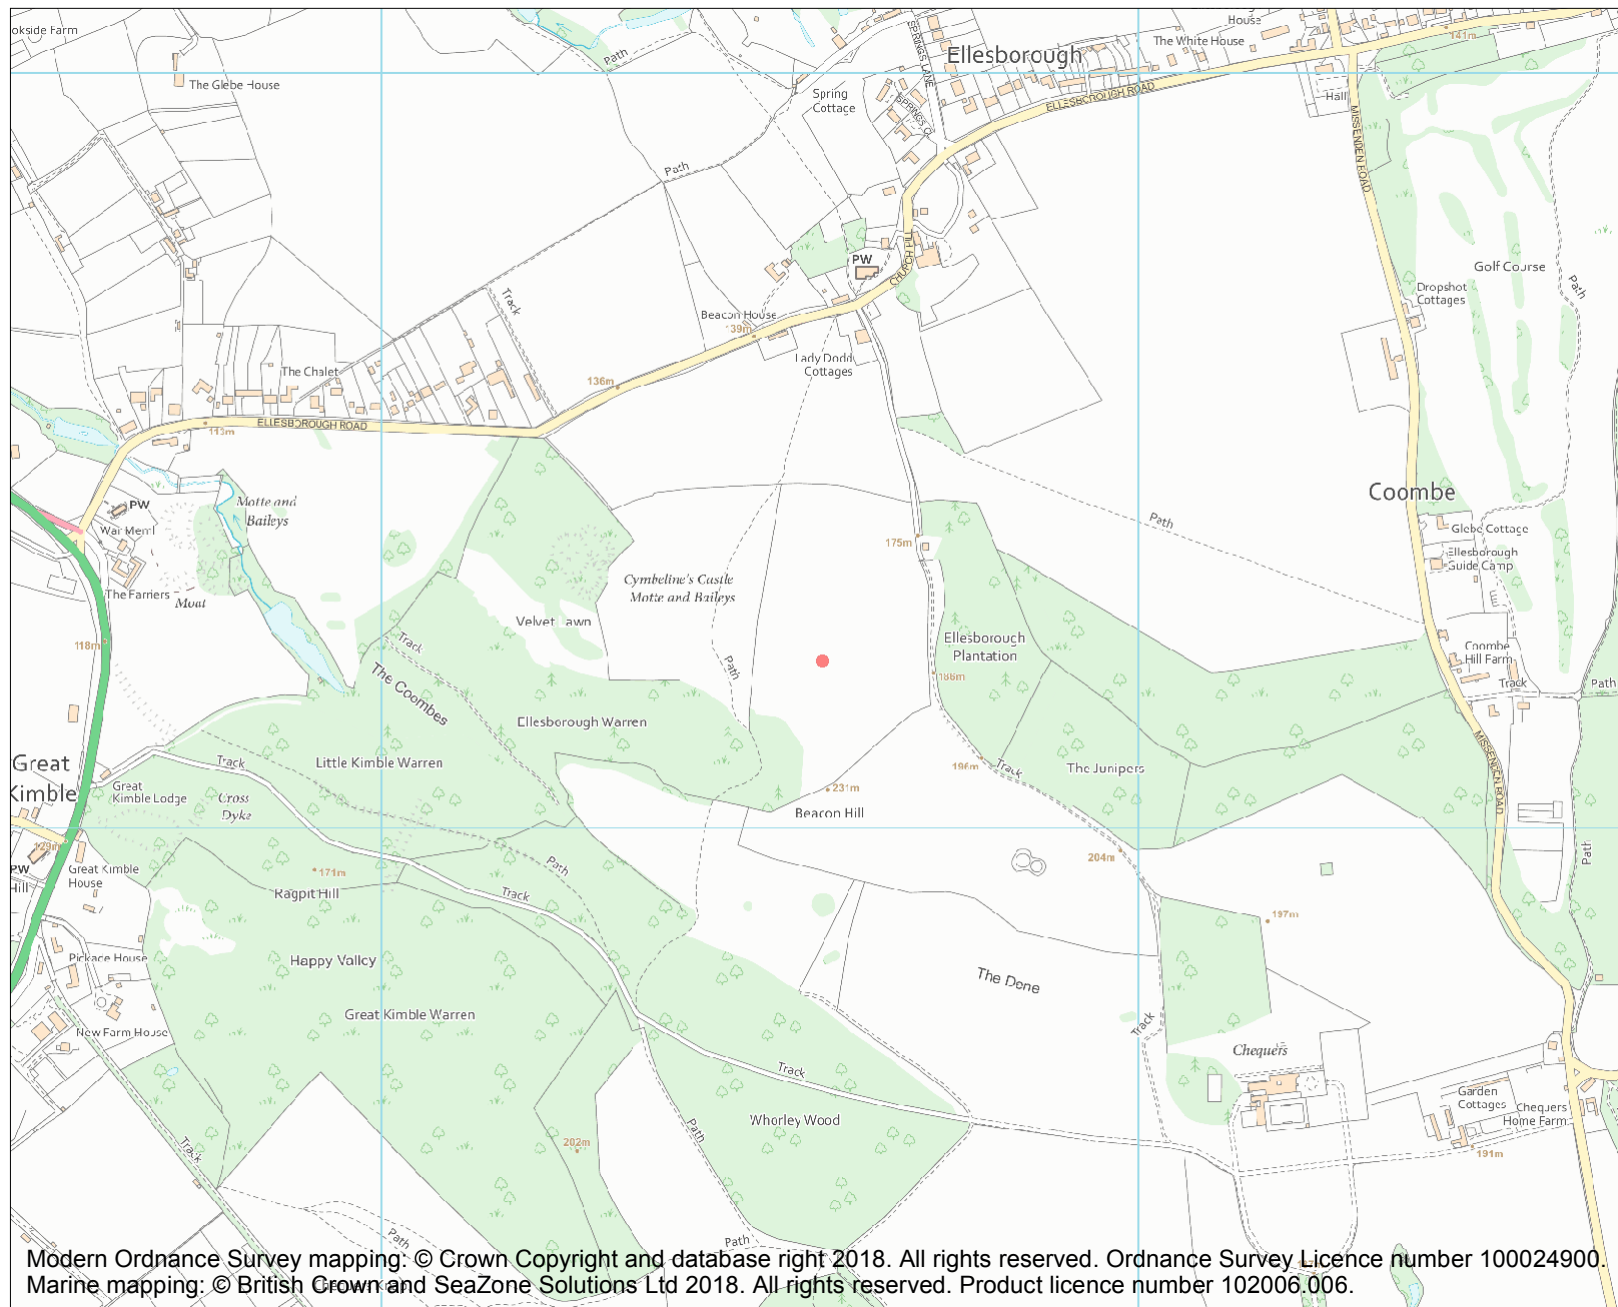 okside Farm
The Glebe House
Path
SPRINGS LANE
Ellesborough
House
The White House
141m
Spring
Cottage
ELLESBOROUGH ROAD
Hall
MISSENDEN ROAD
Path
PW
CHURCH HILL
Golf Course
Path
Dropshot
Cottages
Track
Beacon House
139m
Lady Dodd
Cottages
The Chalet
136m
113m
ELLESBOROUGH ROAD
Coombe
Motte and
Baileys
PW
War Meml
Path
Glebe Cottage
Ellesborough
Guide Camp
175m
Cymbeline's Castle
Motte and Baileys
The Farriers
Moat
Velvet Lawn
118m
Track
Ellesborough
Plantation
Coombe
Hill Farm
Track
Path
Path
The Coombes
186m
Ellesborough Warren
MISSENDEN ROAD
Great
Kimble
Track
Little Kimble Warren
196m
Track
The Junipers
Great
Kimble Lodge
Cross
Dyke
231m
Beacon Hill
129m
PW
Hill
Great Kimble
House
171m
Ragpit Hill
Path
Track
204m
Path
197m
Pickace House
Happy Valley
The Dene
Great Kimble Warren
New Farm House
Track
Chequers
Track
Whorley Wood
Garden
Cottages
Chequers
Home Farm
Track
202m
Path
191m
Path
Path
Modern Ordnance Survey mapping: © Crown Copyright and database right 2018. All rights reserved. Ordnance Survey Licence number 100024900.
Marine mapping: © British Crown and SeaZone Solutions Ltd 2018. All rights reserved. Product licence number 102006.006.